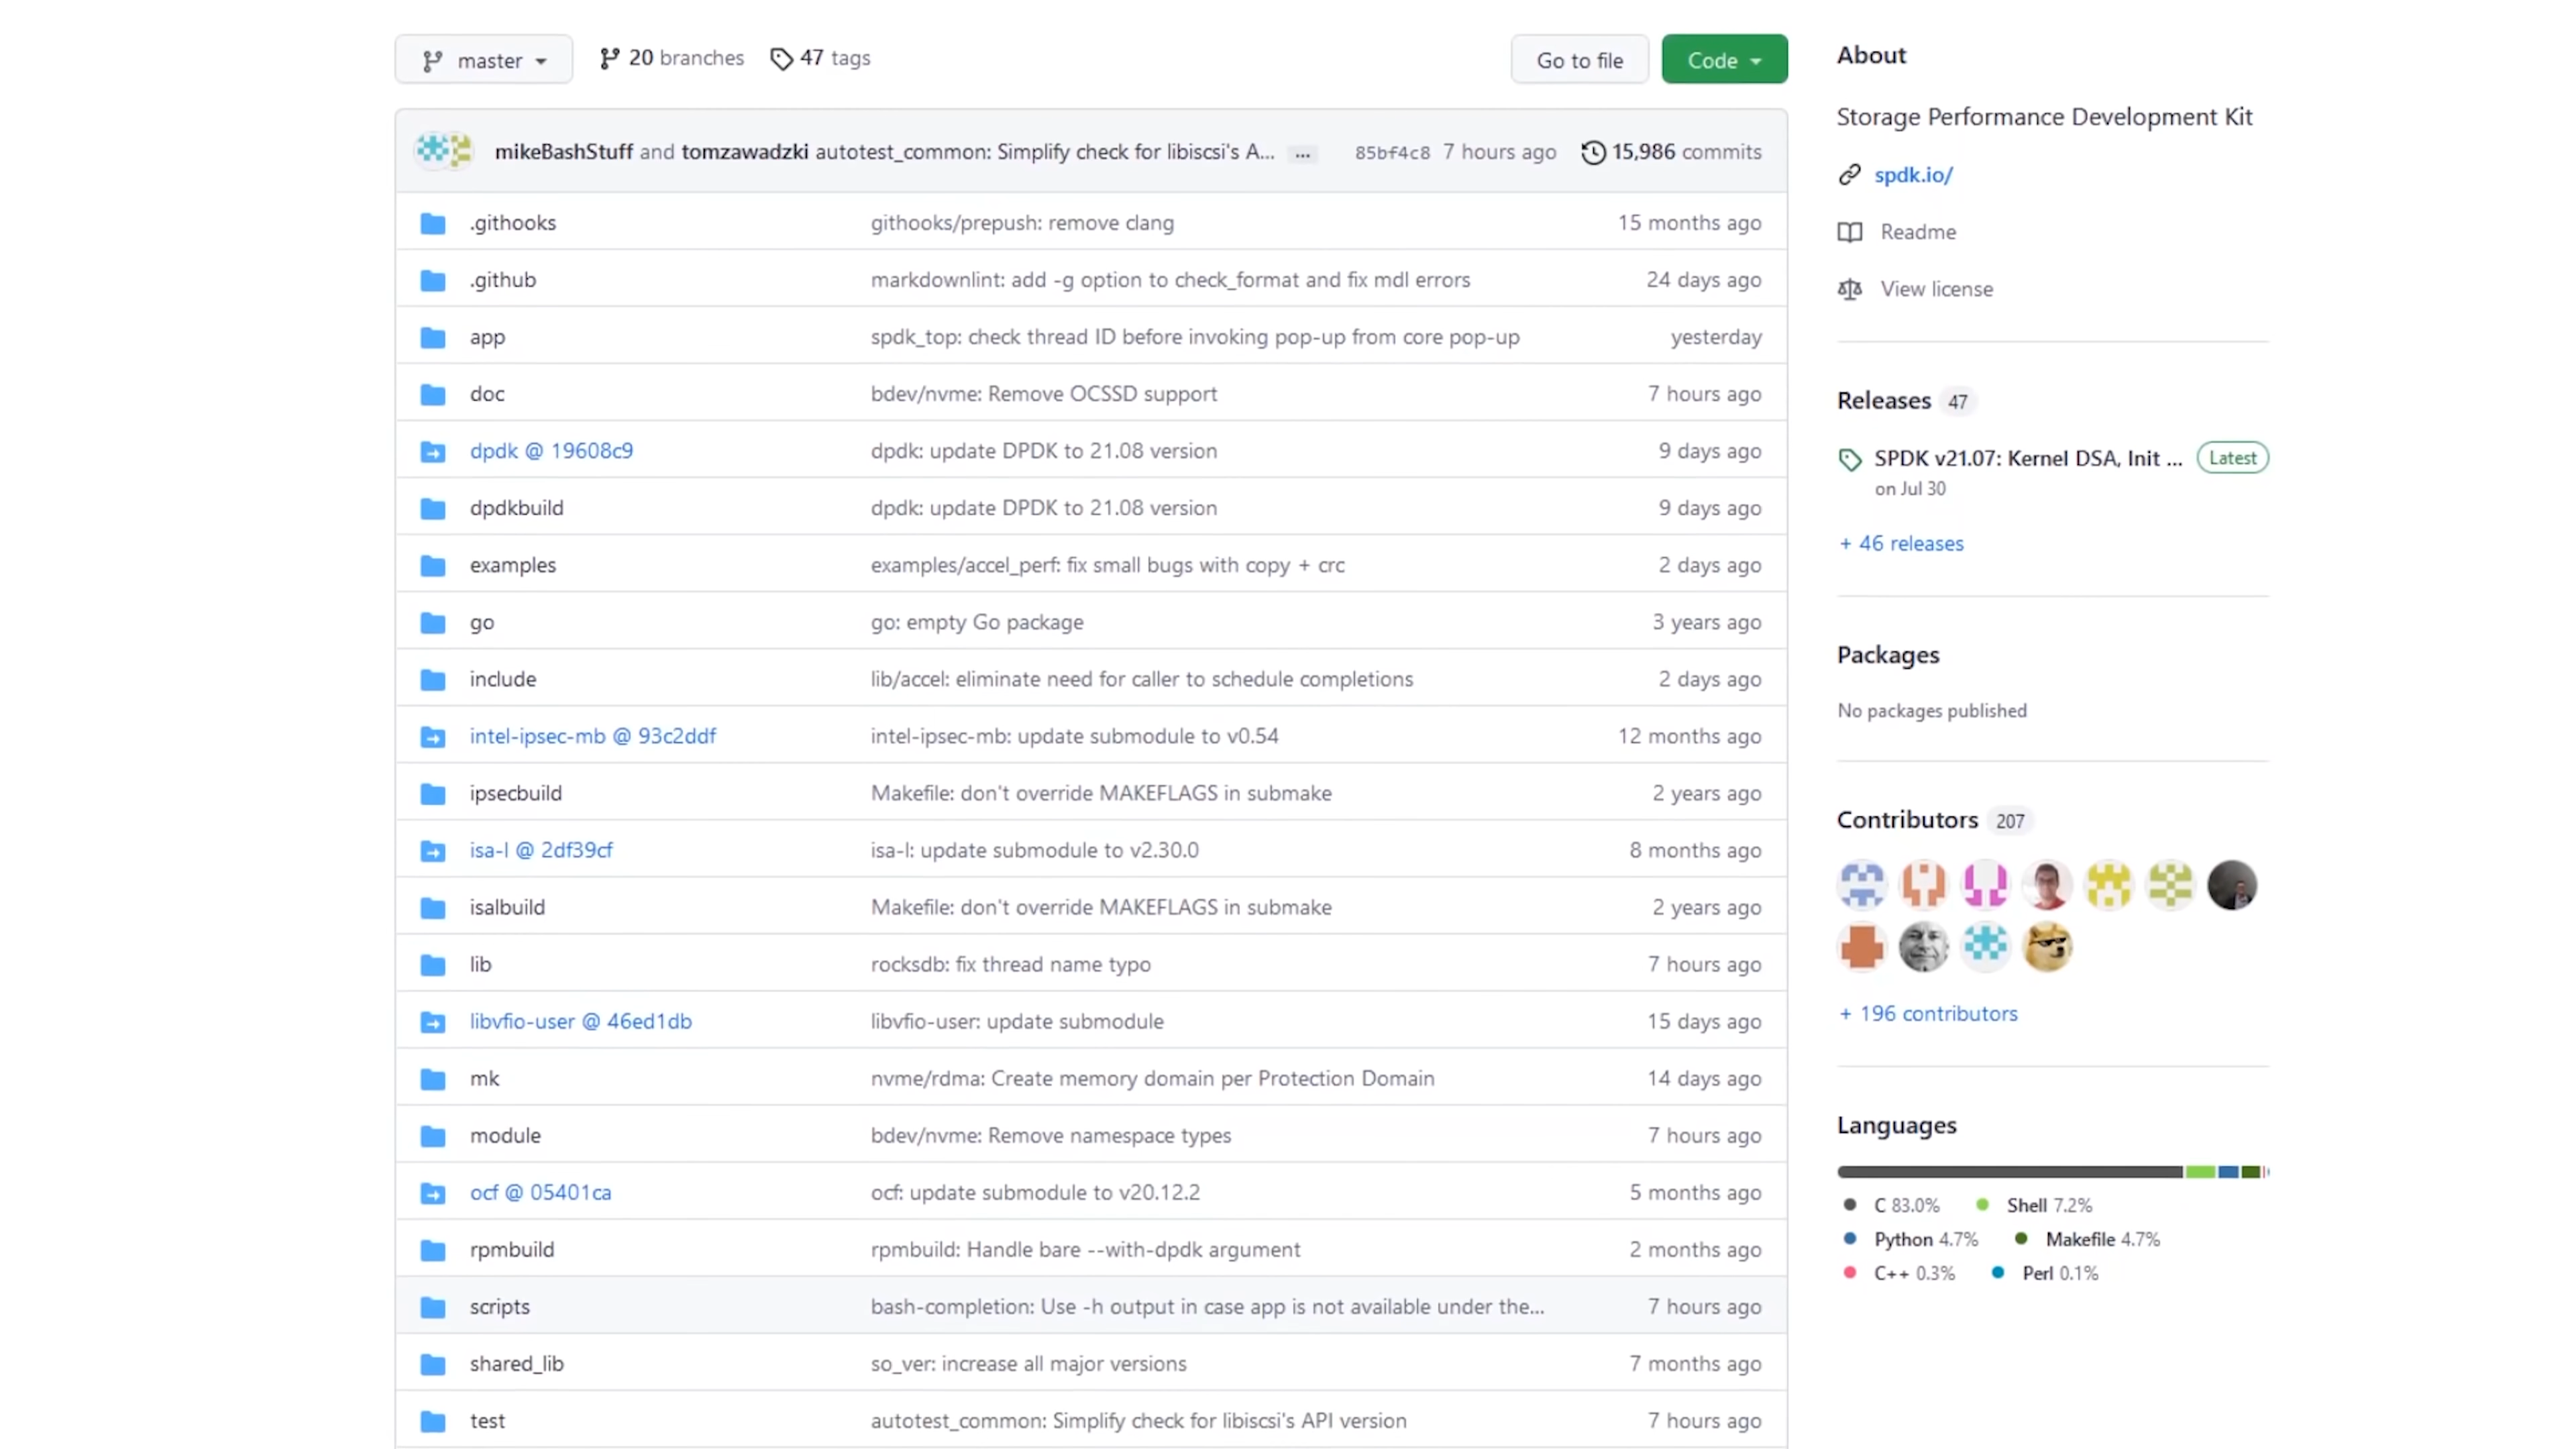 master
20 branches
47 tags
Go to file
Code
mikeBashStuff and tomzawadzki autotest_common: Simplify check for libiscsi's A... ... 85bf4c8 7 hours ago 15,986 commits
.githooks githooks/prepush: remove clang 15 months ago
.github markdownlint: add -g option to check_format and fix mdl errors 24 days ago
app spdk_top: check thread ID before invoking pop-up from core pop-up yesterday
doc bdev/nvme: Remove OCSSD support 7 hours ago
dpdk @ 19608c9 dpdk: update DPDK to 21.08 version 9 days ago
dpdkbuild dpdk: update DPDK to 21.08 version 9 days ago
examples examples/accel_perf: fix small bugs with copy + crc 2 days ago
go go: empty Go package 3 years ago
include lib/accel: eliminate need for caller to schedule completions 2 days ago
intel-ipsec-mb @ 93c2ddf intel-ipsec-mb: update submodule to v0.54 12 months ago
ipsecbuild Makefile: don't override MAKEFLAGS in submake 2 years ago
isa-l @ 2df39cf isa-l: update submodule to v2.30.0 8 months ago
isalbuild Makefile: don't override MAKEFLAGS in submake 2 years ago
lib rocksdb: fix thread name typo 7 hours ago
libvfio-user @ 46ed1db libvfio-user: update submodule 15 days ago
mk nvme/rdma: Create memory domain per Protection Domain 14 days ago
module bdev/nvme: Remove namespace types 7 hours ago
ocf @ 05401ca ocf: update submodule to v20.12.2 5 months ago
rpmbuild rpmbuild: Handle bare --with-dpdk argument 2 months ago
scripts bash-completion: Use -h output in case app is not available under the... 7 hours ago
shared_lib so_ver: increase all major versions 7 months ago
test autotest_common: Simplify check for libiscsi's API version 7 hours ago
About
Storage Performance Development Kit
spdk.io/
Readme
View license
Releases 47
SPDK v21.07: Kernel DSA, Init ... Latest
on Jul 30
+ 46 releases
Packages
No packages published
Contributors 207
+ 196 contributors
Languages
C 83.0% Shell 7.2%
Python 4.7% Makefile 4.7%
C++ 0.3% Perl 0.1%